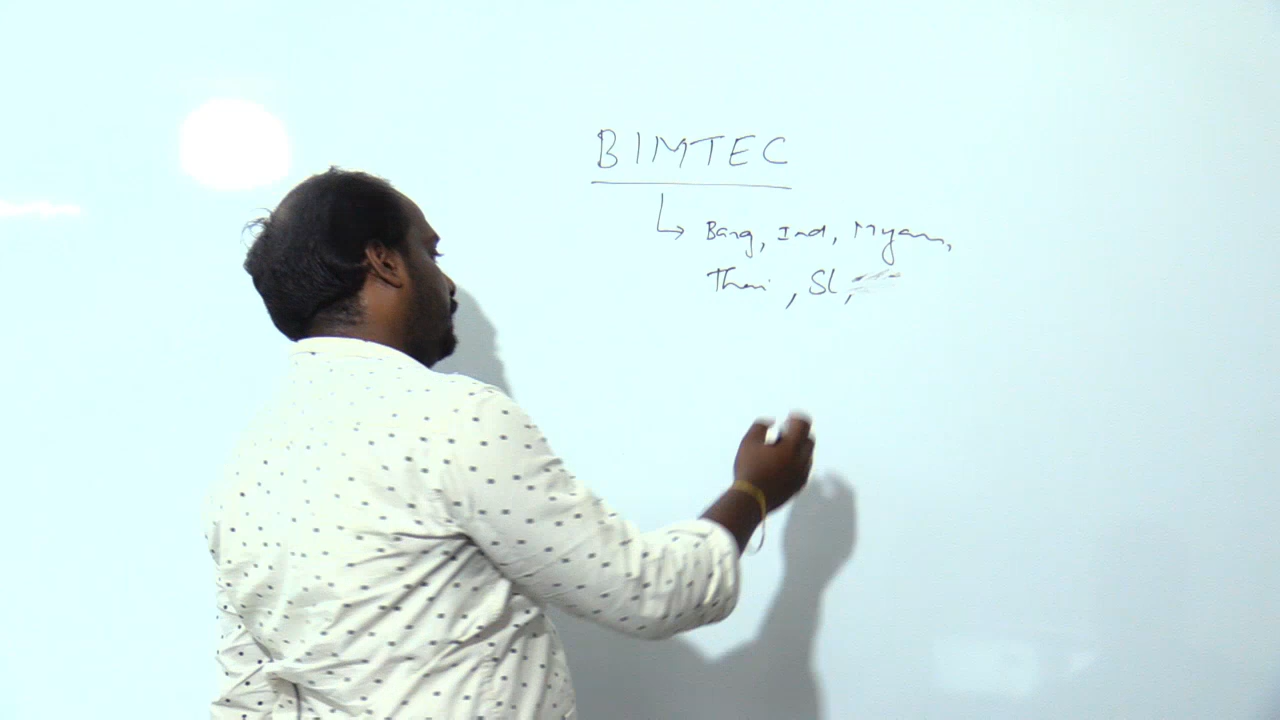 BIMTEC
↳ Bang, Ind, Myan,
Thai, SL,